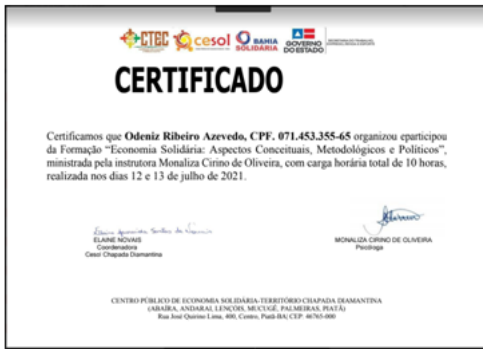 CTEC cesol BAHIA SOLIDÁRIA GOVERNO DO ESTADO
CERTIFICADO
Certificamos que Odeniz Ribeiro Azevedo, CPF. 071.453.355-65 organizou eparticipou
da Formação “Economia Solidária: Aspectos Conceituais, Metodológicos e Políticos”,
ministrada pela instrutora Monaliza Cirino de Oliveira, com carga horária total de 10 horas,
realizada nos dias 12 e 13 de julho de 2021.
ELAINE NOVAIS
Coordenadora
Cesol Chapada Diamantina
MONALIZA CIRINO DE OLIVEIRA
Psicóloga
CENTRO PÚBLICO DE ECONOMIA SOLIDÁRIA-TERRITÓRIO CHAPADA DIAMANTINA
(ABAÍRA, ANDARAÍ, LENÇOIS, MUCUGÊ, PALMEIRAS, PIATÃ)
Rua José Quirino Lima, 400, Centro, Piatã-BA| CEP: 46765-000